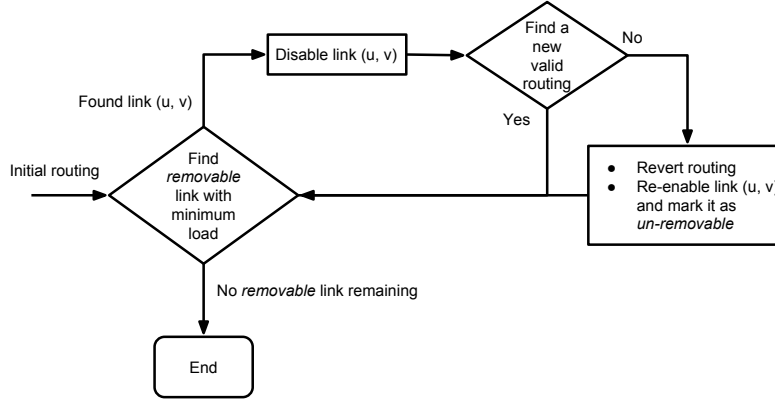 Find a
new
valid
routing
No
Disable link (u, v)
Found link (u, v)
Yes
Initial routing
Find
removable
link with
minimum
load
● Revert routing
● Re-enable link (u, v)
and mark it as
un-removable
No removable link remaining
End